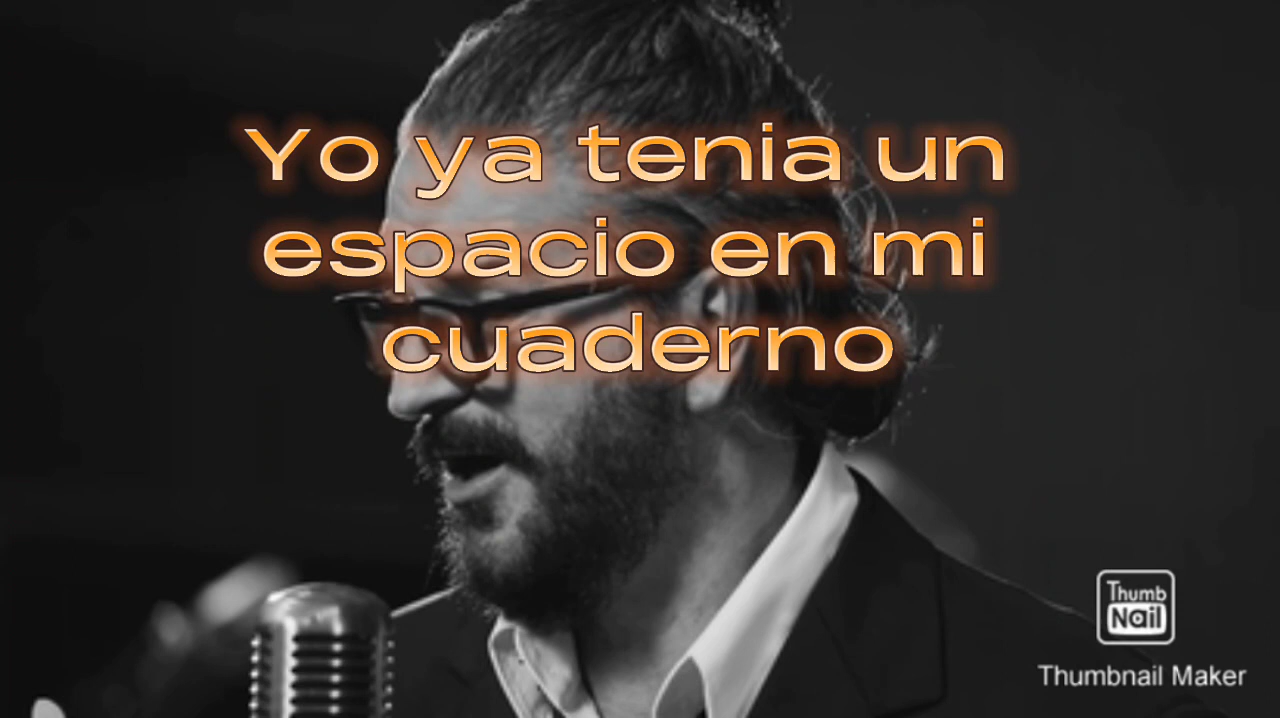 Yo ya tenia un
espacio en mi
cuaderno
Thumb
Nail
Thumbnail Maker